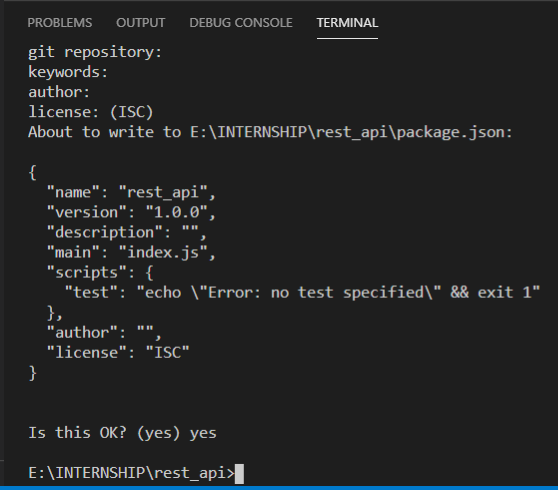 PROBLEMS OUTPUT DEBUG CONSOLE TERMINAL
git repository:
keywords:
author:
license: (ISC)
About to write to E:\INTERNSHIP\rest_api\package.json:
{
  "name": "rest_api",
  "version": "1.0.0",
  "description": "",
  "main": "index.js",
  "scripts": {
    "test": "echo \"Error: no test specified\" && exit 1"
  },
  "author": "",
  "license": "ISC"
}
Is this OK? (yes) yes
E:\INTERNSHIP\rest_api>